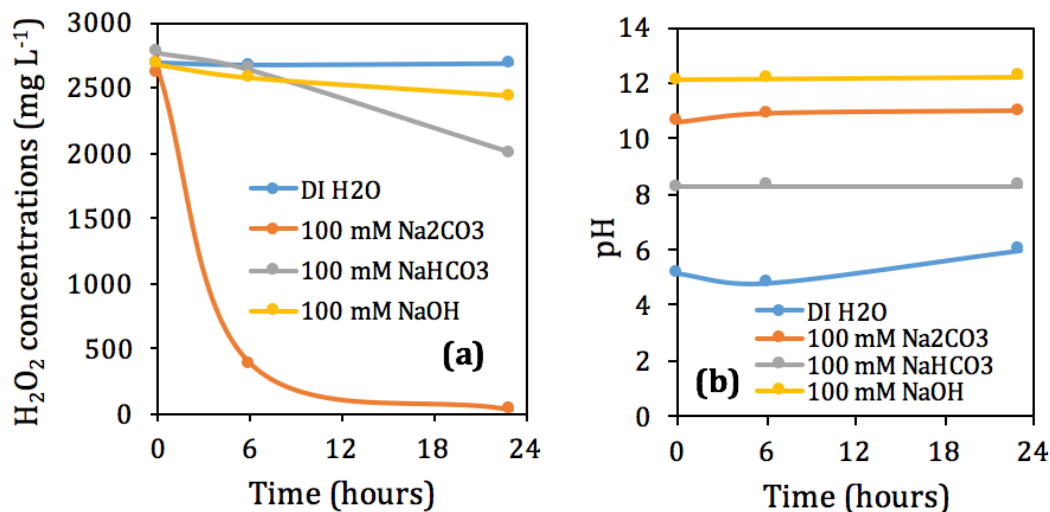 H₂O₂ concentrations (mg L⁻¹)
3000
2500
2000
1500
1000
500
0
DI H2O
100 mM Na2CO3
100 mM NaHCO3
100 mM NaOH
(a)
0 6 12 18 24
Time (hours)
pH
14
12
10
8
6
4
2
0
DI H2O
100 mM Na2CO3
100 mM NaHCO3
100 mM NaOH
(b)
0 6 12 18 24
Time (hours)